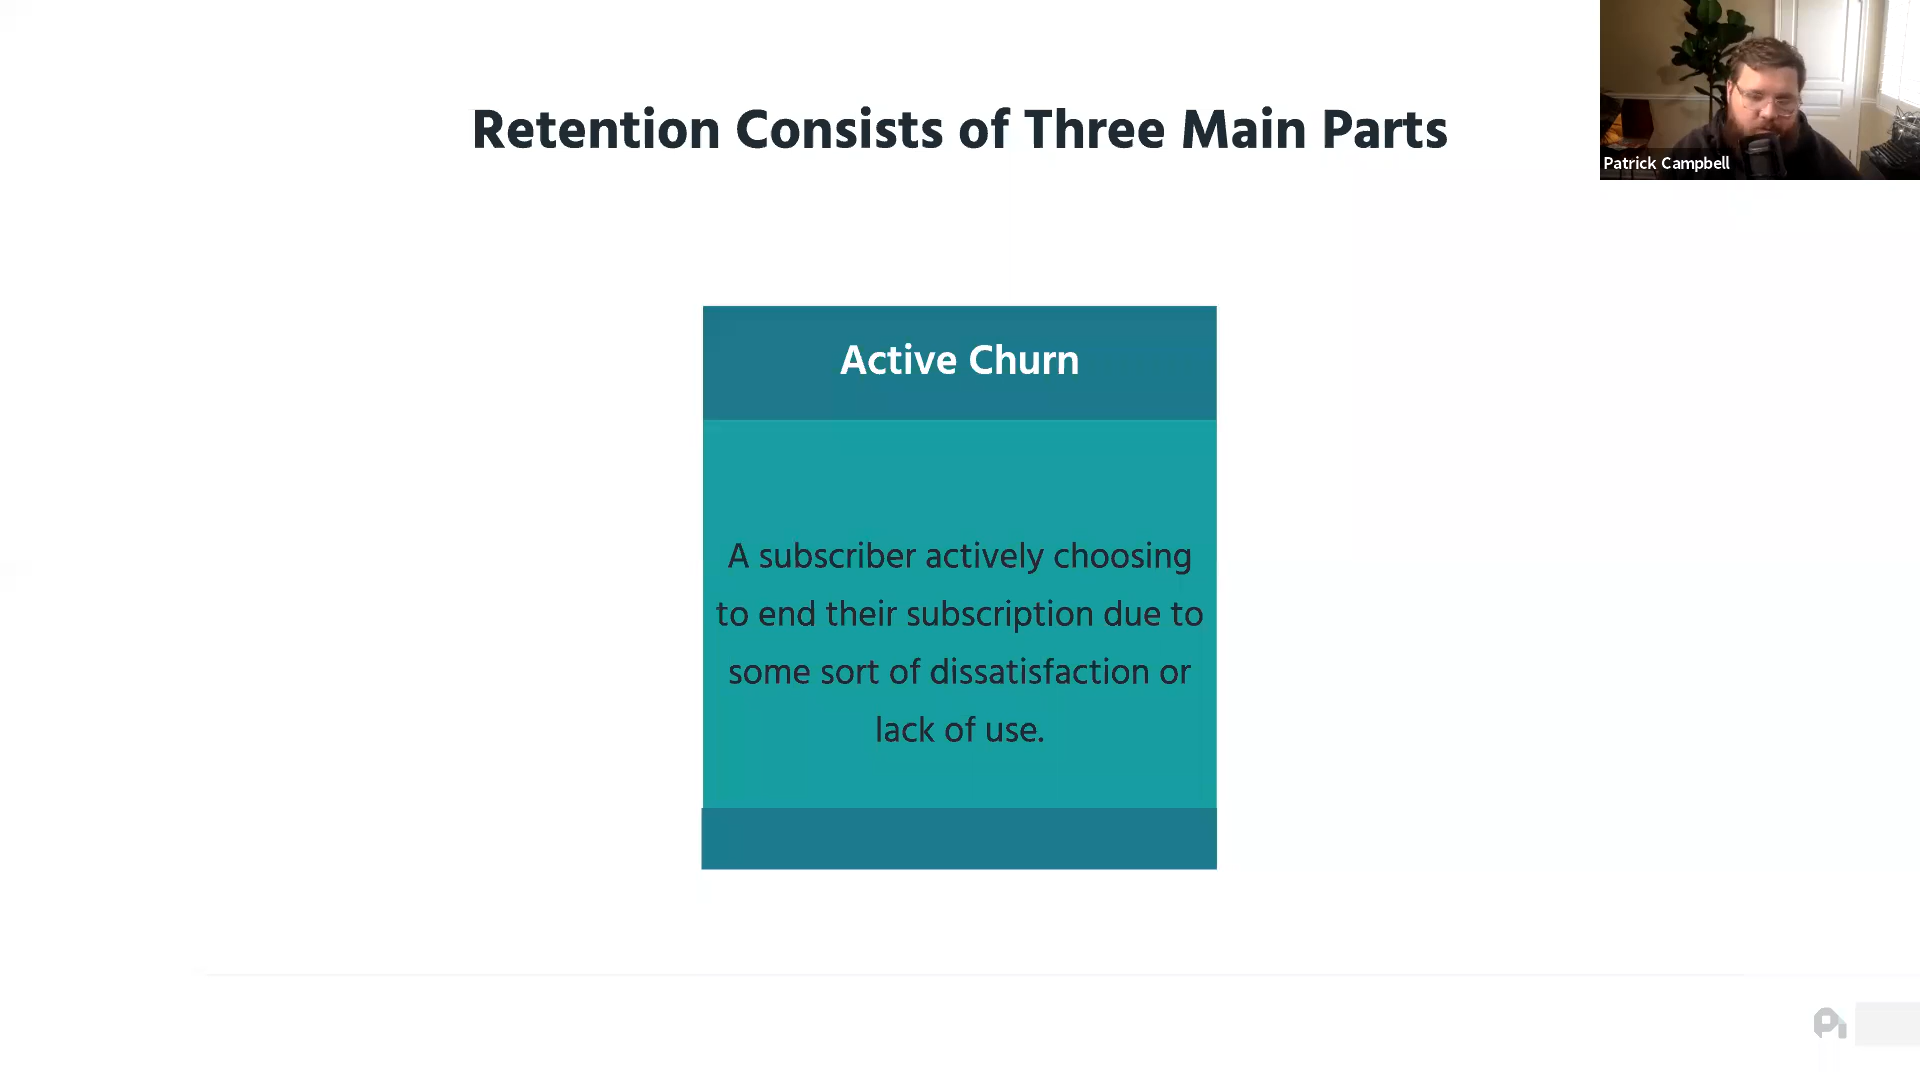 Retention Consists of Three Main Parts
Patrick Campbell
Active Churn
A subscriber actively choosing
to end their subscription due to
some sort of dissatisfaction or
lack of use.